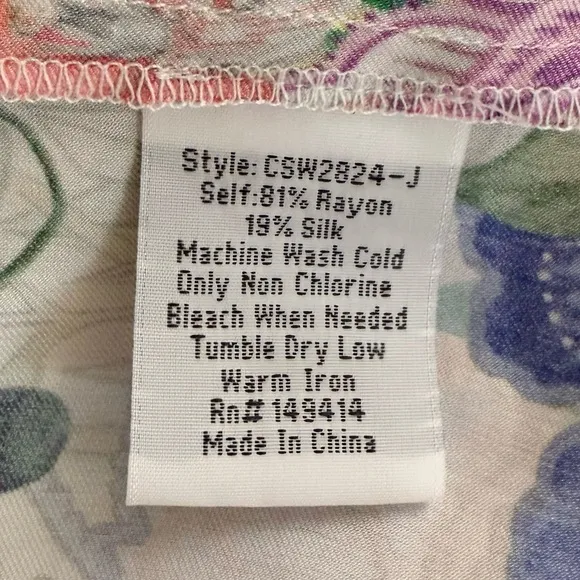 Style: CSW2824-J
Self:81% Rayon
19% Silk
Machine Wash Cold
Only Non Chlorine
Bleach When Needed
Tumble Dry Low
Warm Iron
Rn# 149414
Made In China